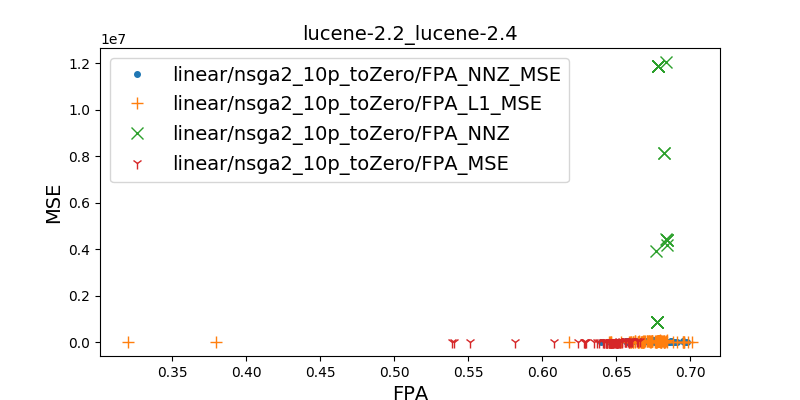 lucene-2.2_lucene-2.4
1e7
linear/nsga2_10p_toZero/FPA_NNZ_MSE
linear/nsga2_10p_toZero/FPA_L1_MSE
linear/nsga2_10p_toZero/FPA_NNZ
linear/nsga2_10p_toZero/FPA_MSE
MSE
1.2
1.0
0.8
0.6
0.4
0.2
0.0
0.35 0.40 0.45 0.50 0.55 0.60 0.65 0.70
FPA